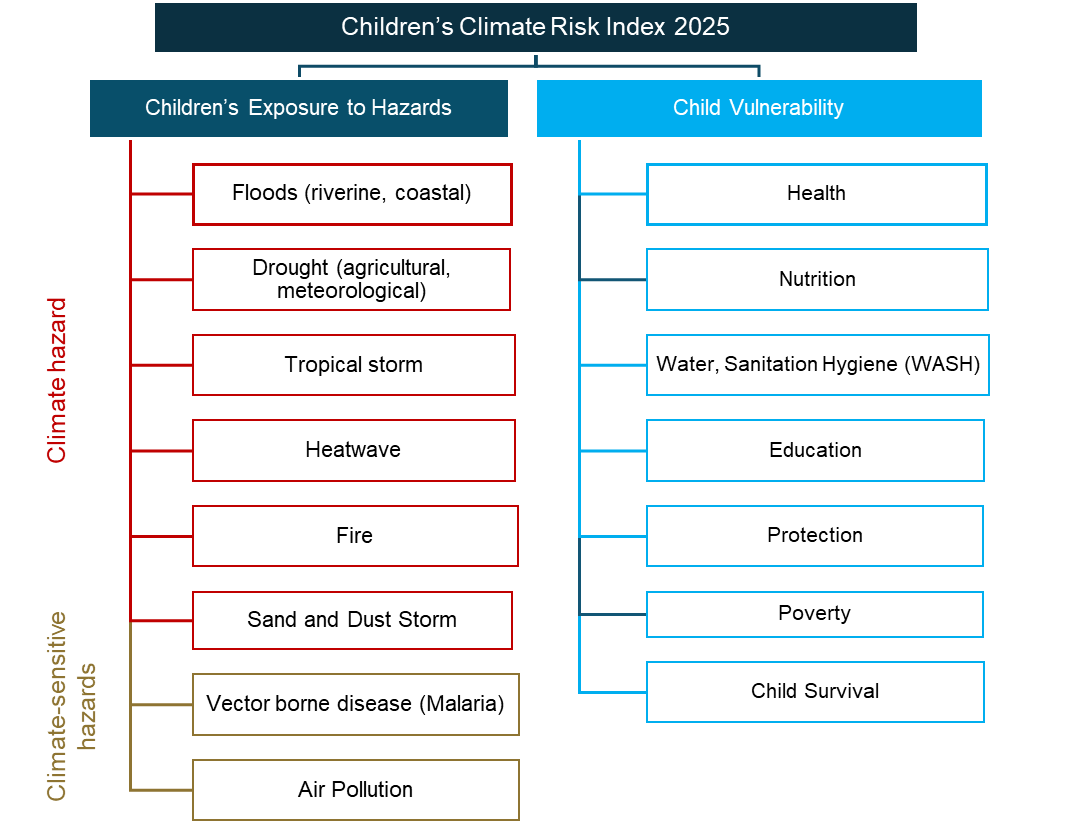 Children’s Climate Risk Index 2025
Children’s Exposure to Hazards
Child Vulnerability
Climate hazard
Floods (riverine, coastal)
Drought (agricultural,
meteorological)
Tropical storm
Heatwave
Fire
Sand and Dust Storm
Climate-sensitive
hazards
Vector borne disease (Malaria)
Air Pollution
Health
Nutrition
Water, Sanitation Hygiene (WASH)
Education
Protection
Poverty
Child Survival